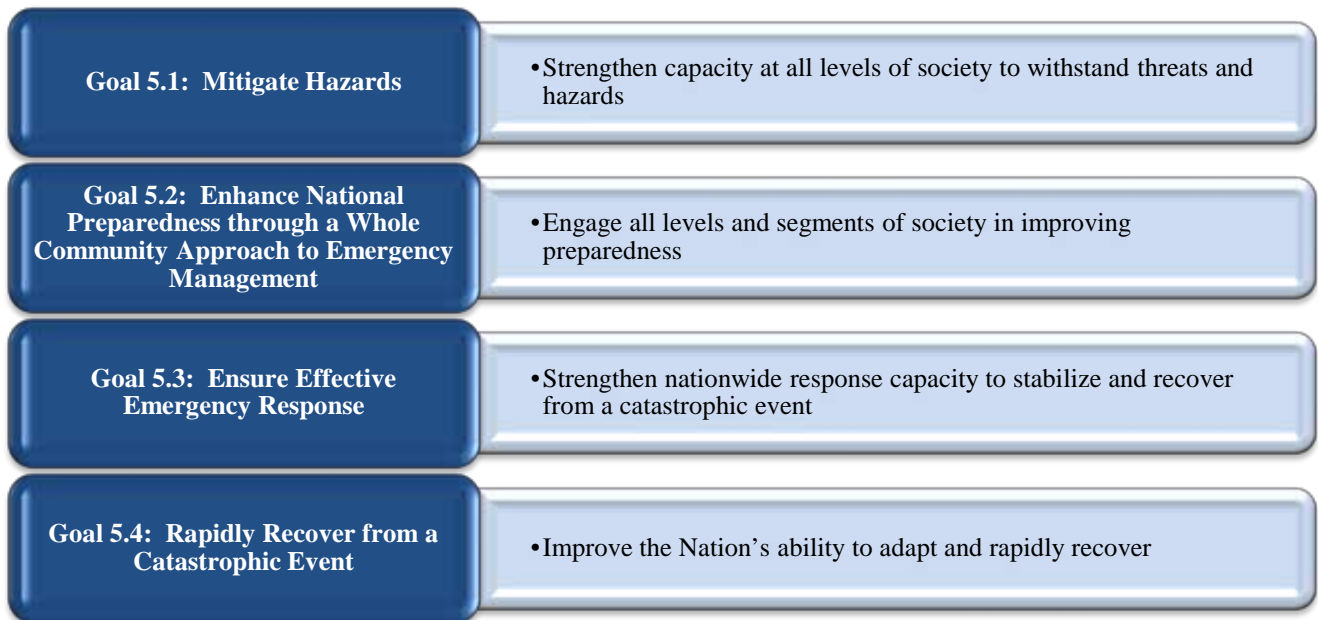 Goal 5.1:  Mitigate Hazards
•Strengthen capacity at all levels of society to withstand threats and
hazards
Goal 5.2:  Enhance National
Preparedness through a Whole
Community Approach to Emergency
Management
•Engage all levels and segments of society in improving
preparedness
Goal 5.3:  Ensure Effective
Emergency Response
•Strengthen nationwide response capacity to stabilize and recover
from a catastrophic event
Goal 5.4:  Rapidly Recover from a
Catastrophic Event
•Improve the Nation’s ability to adapt and rapidly recover